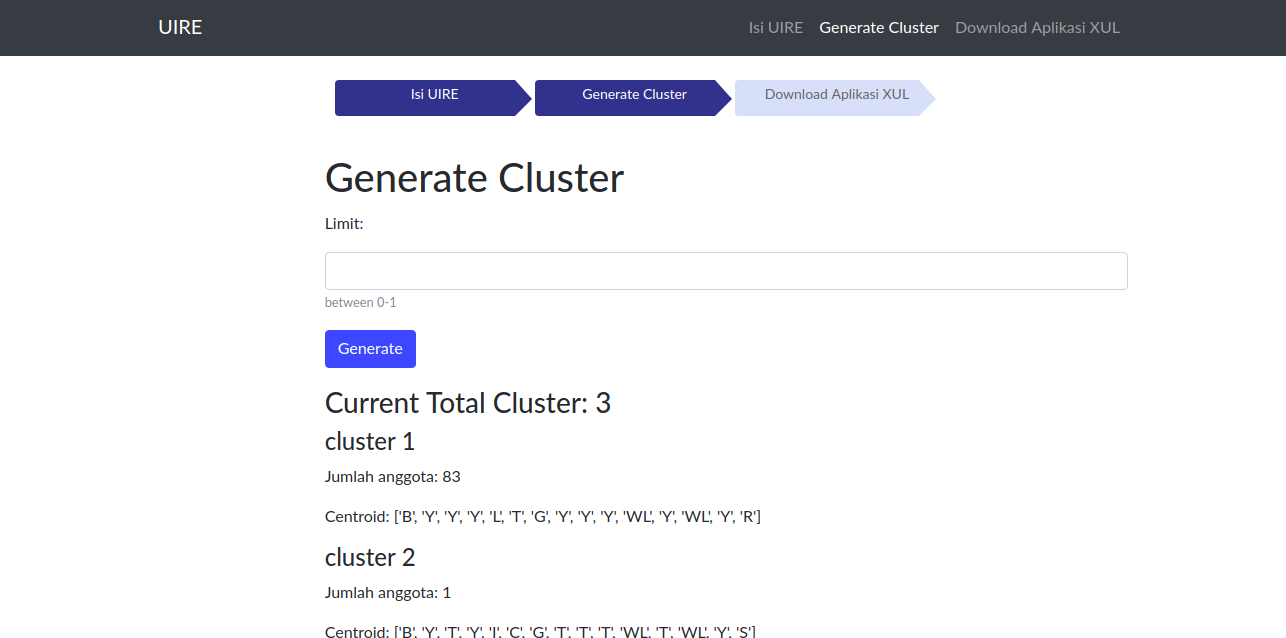 UIRE
Isi UIRE Generate Cluster Download Aplikasi XUL
Isi UIRE Generate Cluster Download Aplikasi XUL
Generate Cluster
Limit:
between 0-1
Generate
Current Total Cluster: 3
cluster 1
Jumlah anggota: 83
Centroid: ['B', 'Y', 'Y', 'Y', 'L', 'T', 'G', 'Y', 'Y', 'Y', 'WL', 'Y', 'WL', 'Y', 'R']
cluster 2
Jumlah anggota: 1
Centroid: ['B', 'Y', 'T', 'Y', 'I', 'C', 'G', 'T', 'T', 'T', 'WL', 'T', 'WL', 'Y', 'S']